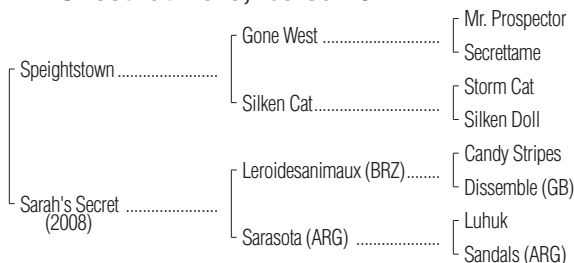 Mr. Prospector
Gone West ..............................
Secrettame
Speightstown .........................
Storm Cat
Silken Cat................................
Silken Doll
Candy Stripes
Leroidesanimaux (BRZ)........
Dissemble (GB)
Sarah's Secret .......................
(2008)
Luhuk
Sarasota (ARG) .....................
Sandals (ARG)